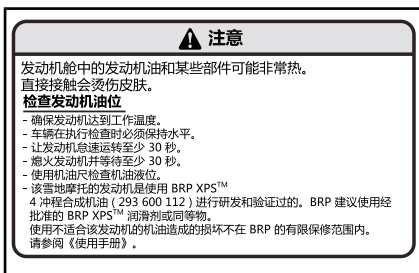 注意
发动机舱中的发动机油和某些部件可能非常热。
直接接触会烫伤皮肤。
检查发动机油位
- 确保发动机达到工作温度。
- 车辆在执行检查时必须保持水平。
- 让发动机怠速运转至少 30 秒。
- 熄火发动机并等待至少 30 秒。
- 使用机油尺检查机油液位。
- 该雪地摩托的发动机是使用 BRP XPS™
4 冲程合成机油 ( 293 600 112 ) 进行研发和验证过的。BRP 建议使用经
批准的 BRP XPS™ 润滑剂或同等物。
使用不适合该发动机的机油造成的损坏不在 BRP 的有限保修范围内。
请参阅《使用手册》。